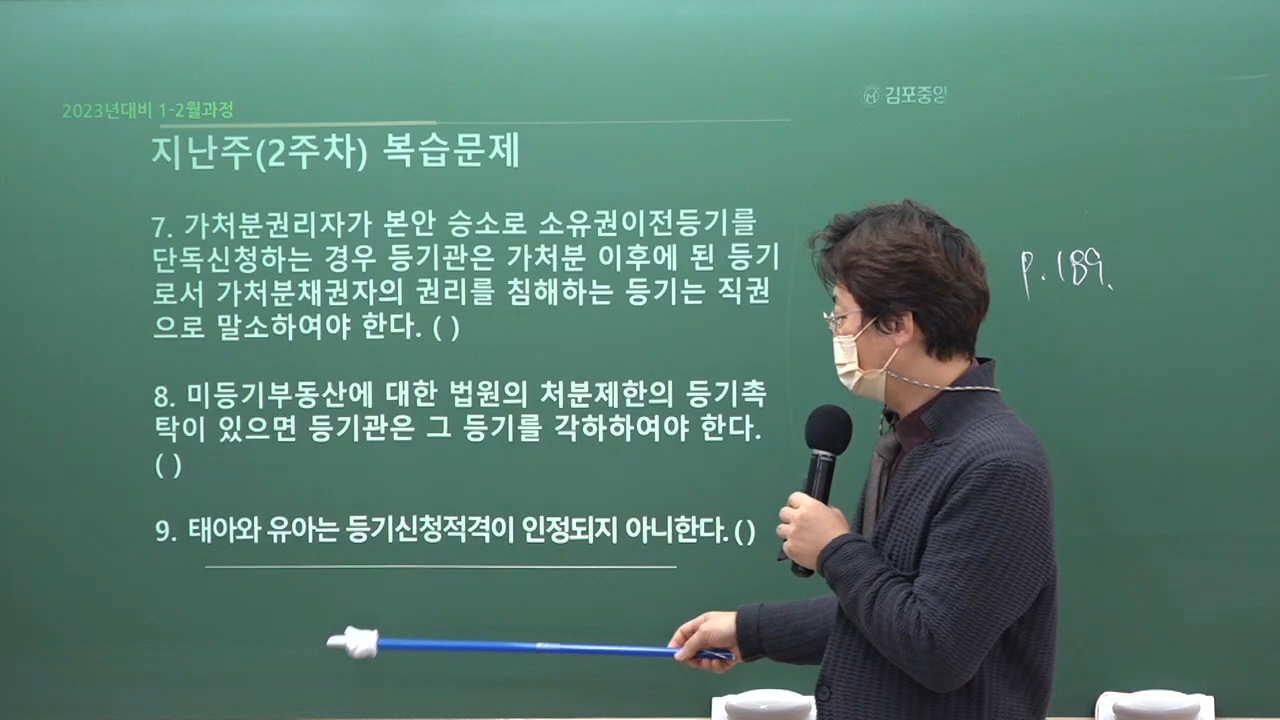 2023년대비 1-2월과정
김포중앙
지난주(2주차) 복습문제
7. 가처분권리자가 본안 승소로 소유권이전등기를
단독신청하는 경우 등기관은 가처분 이후에 된 등기
로서 가처분채권자의 권리를 침해하는 등기는 직권
으로 말소하여야 한다. ( )
p.189.
8. 미등기부동산에 대한 법원의 처분제한의 등기촉
탁이 있으면 등기관은 그 등기를 각하하여야 한다.
( )
9. 태아와 유아는 등기신청적격이 인정되지 아니한다. ( )